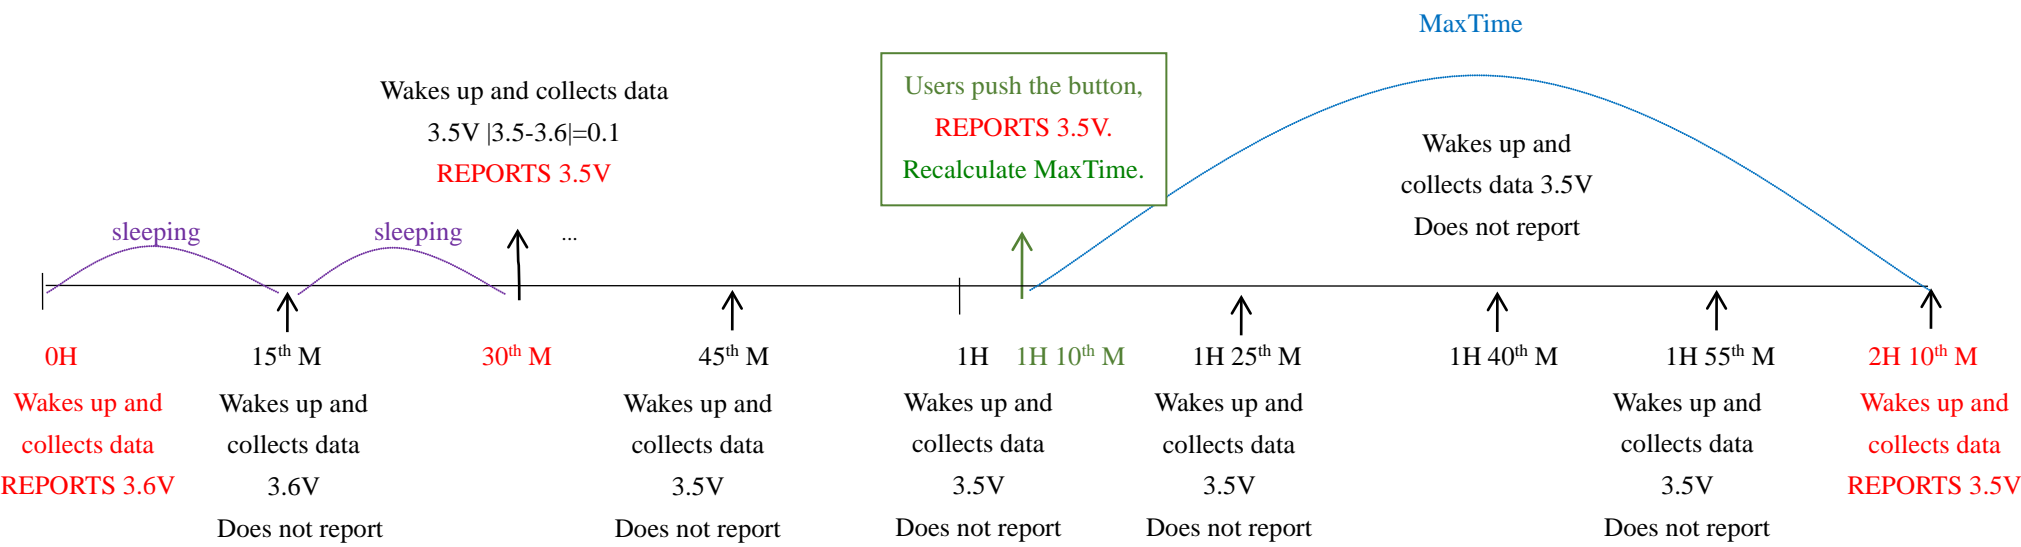 MaxTime
Wakes up and collects data
3.5V |3.5-3.6|=0.1
REPORTS 3.5V
Users push the button,
REPORTS 3.5V.
Recalculate MaxTime.
Wakes up and
collects data 3.5V
Does not report
sleeping
sleeping
...
0H
15th M
30th M
45th M
1H
1H 10th M
1H 25th M
1H 40th M
1H 55th M
2H 10th M
Wakes up and
collects data
REPORTS 3.6V
Wakes up and
collects data
3.6V
Does not report
Wakes up and
collects data
3.5V
Does not report
Wakes up and
collects data
3.5V
Does not report
Wakes up and
collects data
3.5V
Does not report
Wakes up and
collects data
3.5V
Does not report
Wakes up and
collects data
REPORTS 3.5V